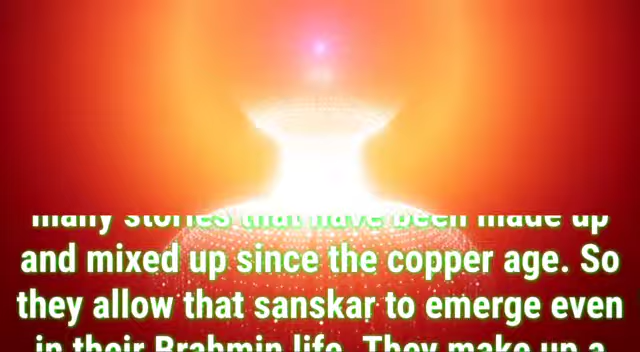 many stories that have been made up
and mixed up since the copper age. So
they allow that sanskar to emerge even
in their Brahmin life. They make up a